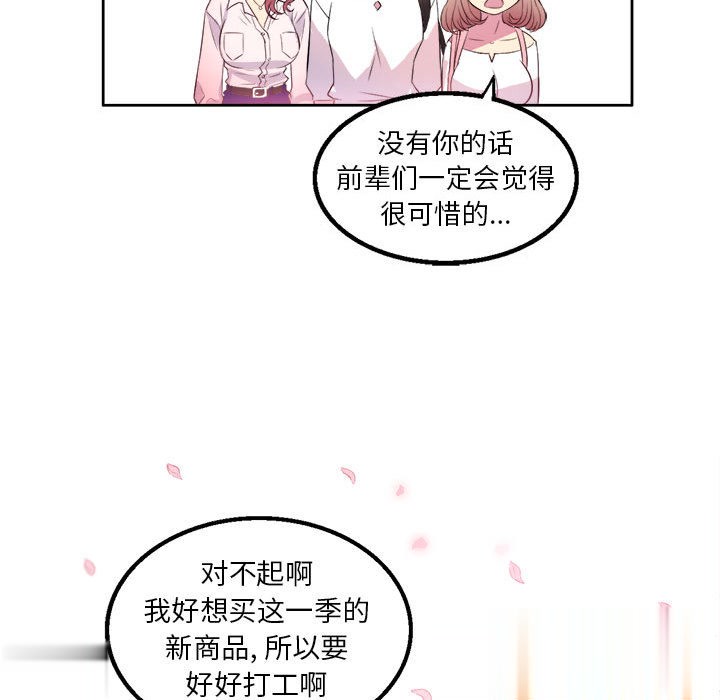 没有你的话
前辈们一定会觉得
很可惜的...
对不起啊
我好想买这一季的
新商品, 所以要
好好打工啊